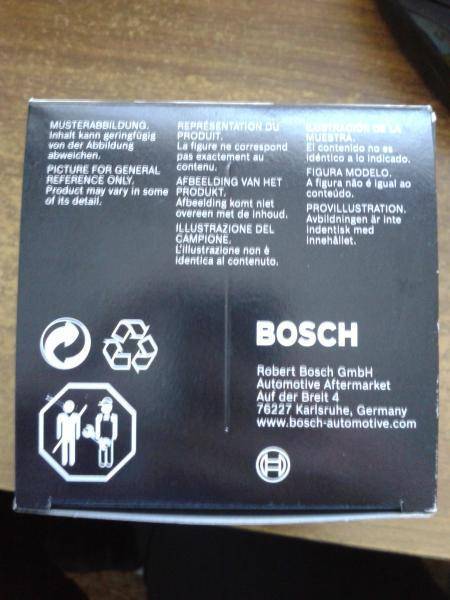 MUSTERABBILDUNG.
Inhalt kann geringfügig
von der Abbildung
abweichen.
PICTURE FOR GENERAL
REFERENCE ONLY.
Product may vary in some
of its detail.
REPRÉSENTATION DU
PRODUIT.
La figure ne correspond
pas exactement au
contenu.
AFBEELDING VAN HET
PRODUKT.
Afbeelding komt niet
overeen met de inhoud.
ILLUSTRAZIONE DEL
CAMPIONE.
L'illustrazione non è
identica al contenuto.
ILUSTRACIÓN DE LA
MUESTRA.
El contenido no es
idéntico a lo indicado.
FIGURA MODELO.
A figura não é igual ao
conteúdo.
PROVILLUSTRATION.
Avbildningen är inte
indentisk med
innehållet.
BOSCH
Robert Bosch GmbH
Automotive Aftermarket
Auf der Breit 4
76227 Karlsruhe, Germany
www.bosch-automotive.com